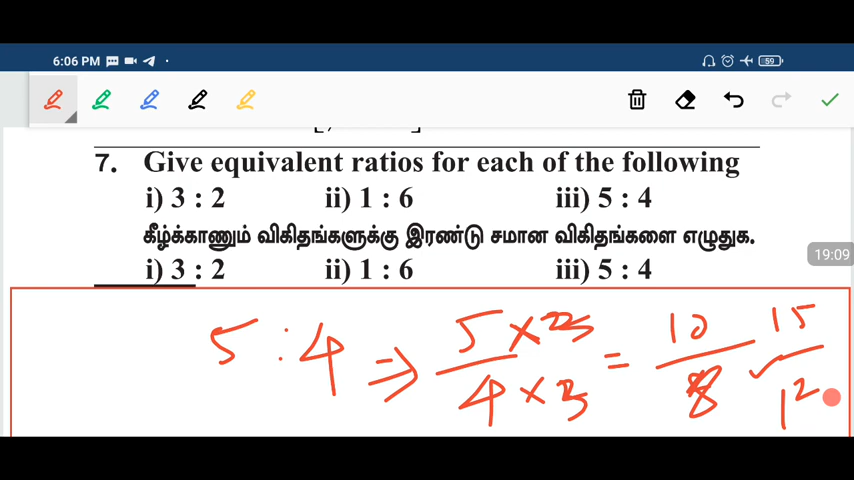 6:06 PM
59
7. Give equivalent ratios for each of the following
i) 3 : 2 ii) 1 : 6 iii) 5 : 4
கீழ்க்காணும் விகிதங்களுக்கு இரண்டு சமான விகிதங்களை எழுதுக.
i) 3 : 2 ii) 1 : 6 iii) 5 : 4
19:09
5 : 4 ⇒ 5 × 3 / 4 × 3 = 10 / 8 15 / 12